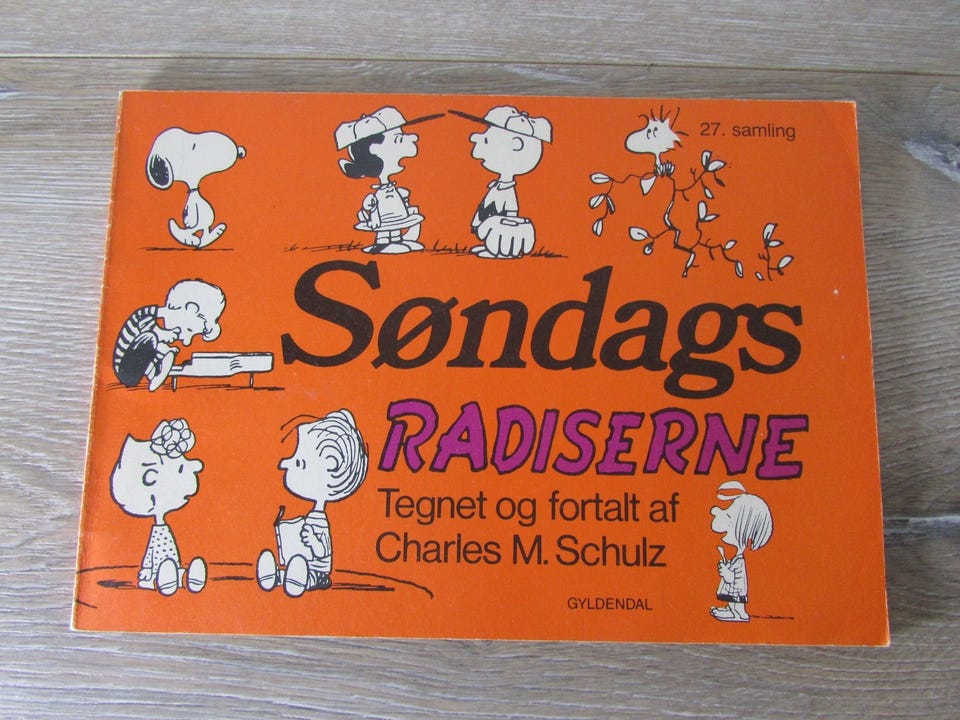 27. samling
Søndags
RADISERNE
Tegnet og fortalt af
Charles M. Schulz
GYLDENDAL